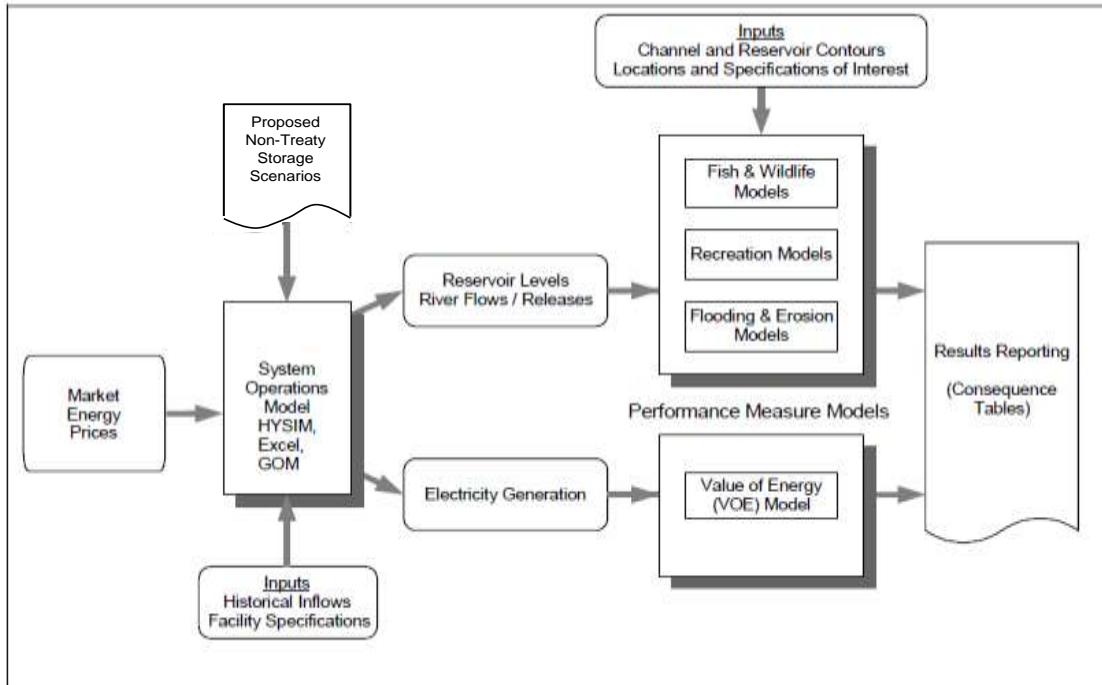 Inputs
Channel and Reservoir Contours
Locations and Specifications of Interest
Proposed
Non-Treaty
Storage
Scenarios
Fish & Wildlife
Models
Recreation Models
Flooding & Erosion
Models
Reservoir Levels
River Flows / Releases
Market
Energy
Prices
System
Operations
Model
HYSIM,
Excel,
GOM
Performance Measure Models
Results Reporting
(Consequence
Tables)
Electricity Generation
Value of Energy
(VOE) Model
Inputs
Historical Inflows
Facility Specifications